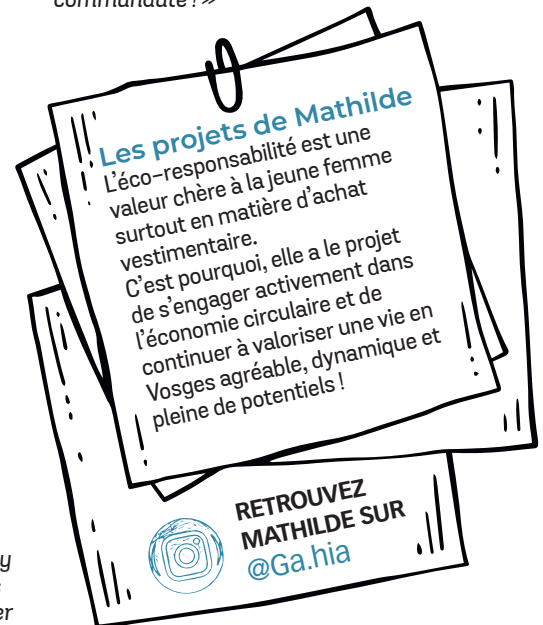 communauté ! »
Les projets de Mathilde
L'éco-responsabilité est une
valeur chère à la jeune femme
surtout en matière d'achat
vestimentaire.
C'est pourquoi, elle a le projet
de s'engager activement dans
l'économie circulaire et de
continuer à valoriser une vie en
Vosges agréable, dynamique et
pleine de potentiels !
RETROUVEZ
MATHILDE SUR
@Ga.hia
y
er